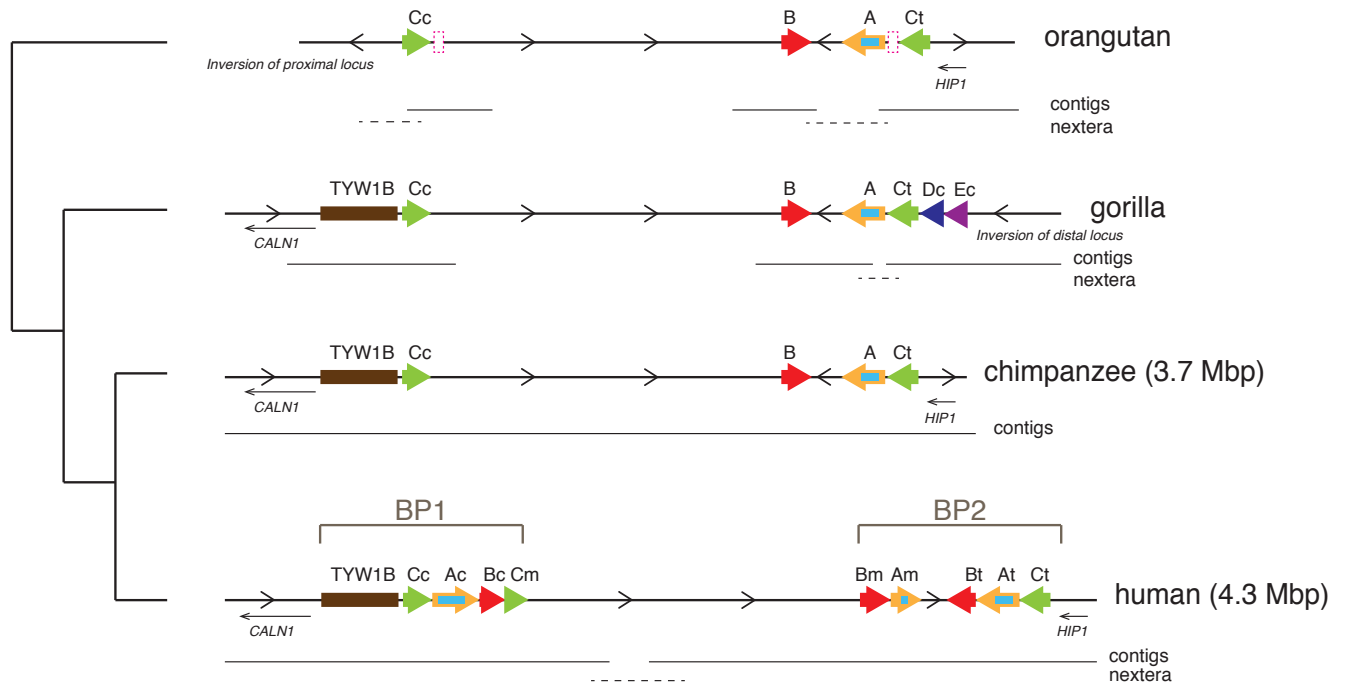 Cc B A Ct
orangutan
Inversion of proximal locus
HIP1
contigs
nextera
TYW1B Cc B A Ct Dc Ec
gorilla
CALN1
Inversion of distal locus
contigs
nextera
TYW1B Cc B A Ct
chimpanzee (3.7 Mbp)
CALN1
HIP1
contigs
BP1 BP2
TYW1B Cc Ac Bc Cm Bm Am Bt At Ct
human (4.3 Mbp)
CALN1
HIP1
contigs
nextera